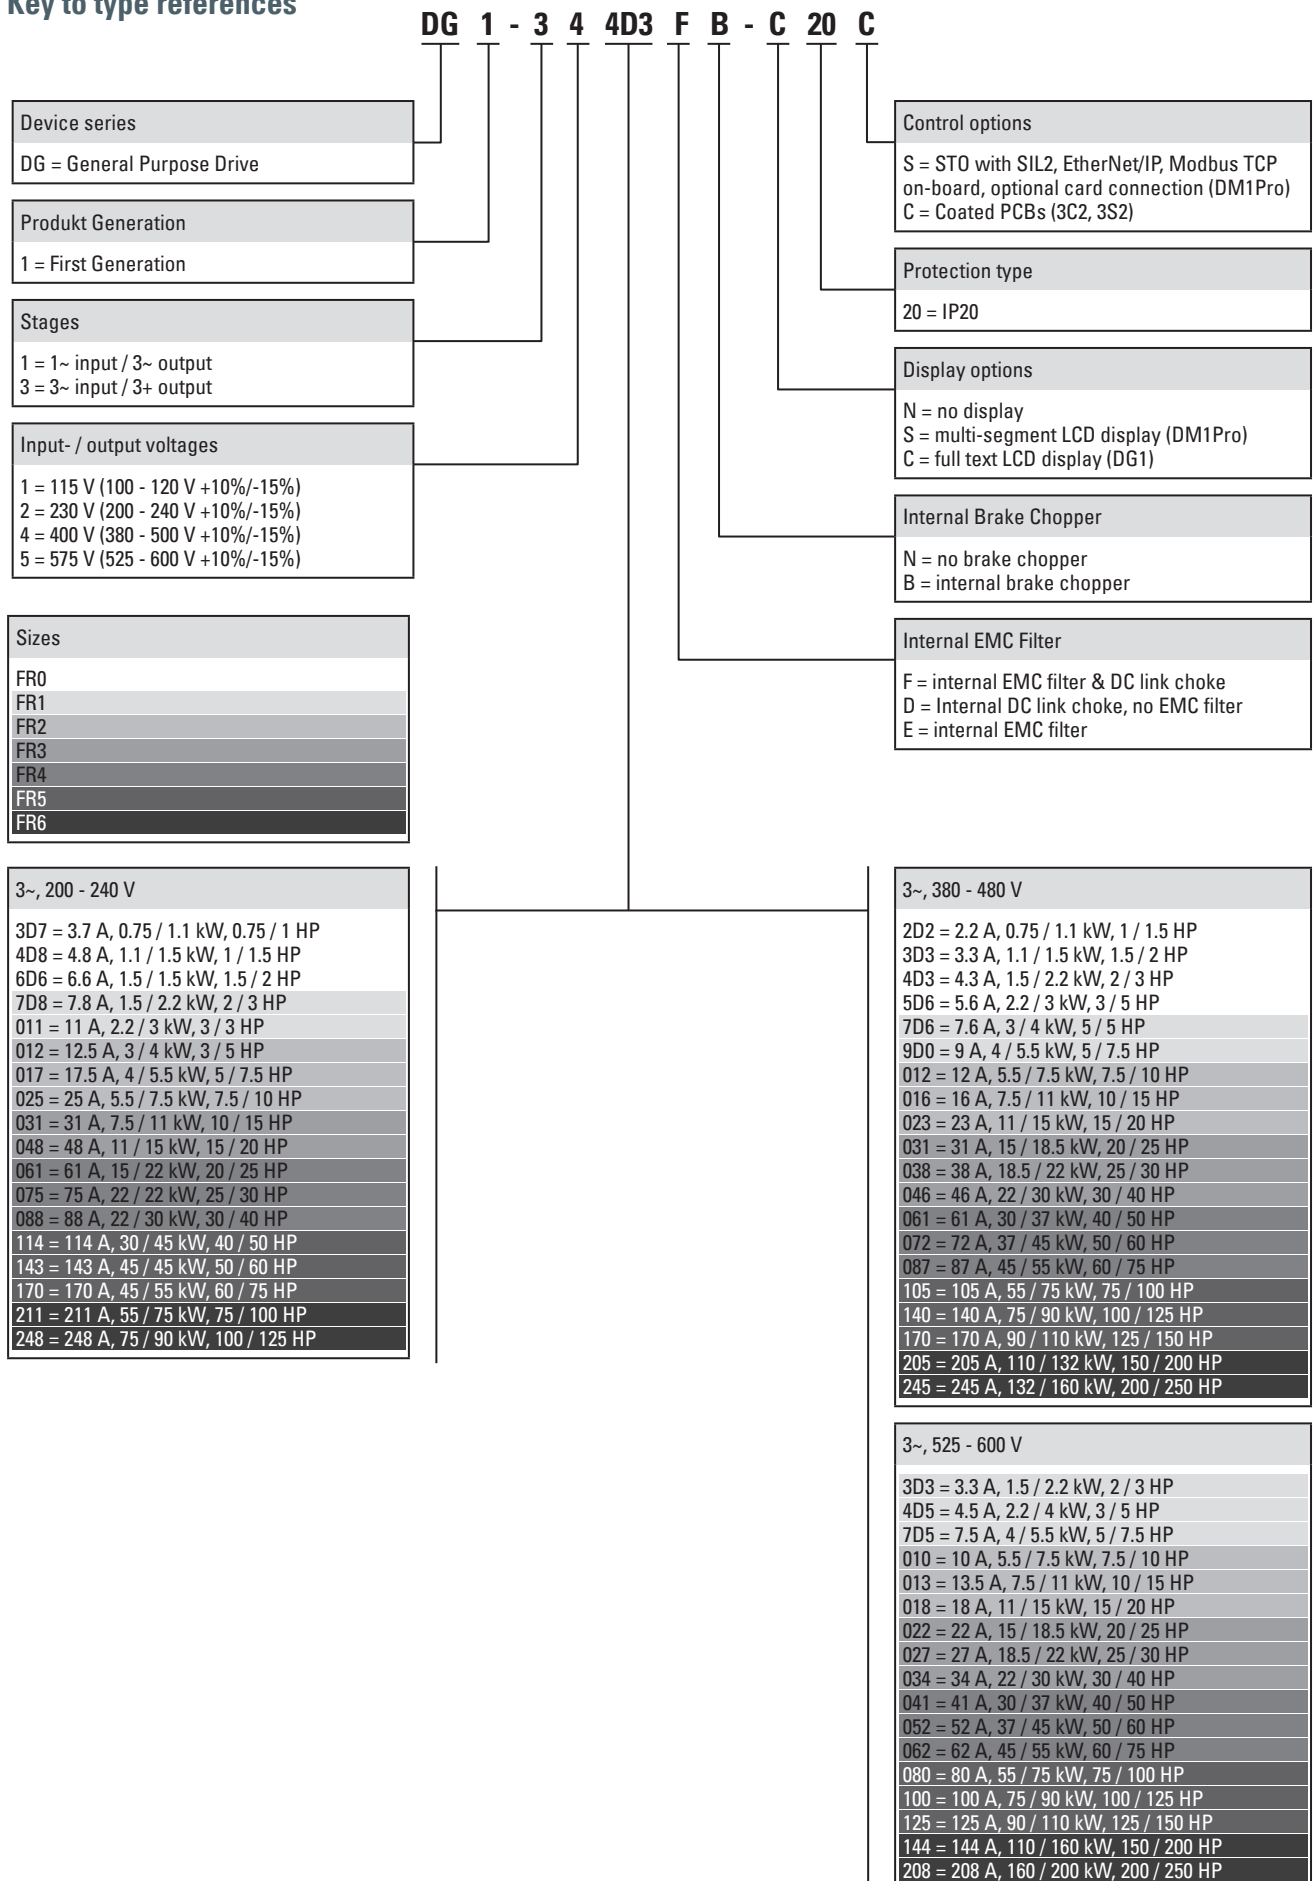 Key to type references
DG 1 - 3 4 4D3 F B - C 20 C
Device series
DG = General Purpose Drive
Produkt Generation
1 = First Generation
Stages
1 = 1~ input / 3~ output
3 = 3~ input / 3+ output
Input- / output voltages
1 = 115 V (100 - 120 V +10%/-15%)
2 = 230 V (200 - 240 V +10%/-15%)
4 = 400 V (380 - 500 V +10%/-15%)
5 = 575 V (525 - 600 V +10%/-15%)
Control options
S = STO with SIL2, EtherNet/IP, Modbus TCP
on-board, optional card connection (DM1Pro)
C = Coated PCBs (3C2, 3S2)
Protection type
20 = IP20
Display options
N = no display
S = multi-segment LCD display (DM1Pro)
C = full text LCD display (DG1)
Internal Brake Chopper
N = no brake chopper
B = internal brake chopper
Internal EMC Filter
F = internal EMC filter & DC link choke
D = Internal DC link choke, no EMC filter
E = internal EMC filter
Sizes
FR0
FR1
FR2
FR3
FR4
FR5
FR6
3~, 200 - 240 V
3D7 = 3.7 A, 0.75 / 1.1 kW, 0.75 / 1 HP
4D8 = 4.8 A, 1.1 / 1.5 kW, 1 / 1.5 HP
6D6 = 6.6 A, 1.5 / 1.5 kW, 1.5 / 2 HP
7D8 = 7.8 A, 1.5 / 2.2 kW, 2 / 3 HP
011 = 11 A, 2.2 / 3 kW, 3 / 3 HP
012 = 12.5 A, 3 / 4 kW, 3 / 5 HP
017 = 17.5 A, 4 / 5.5 kW, 5 / 7.5 HP
025 = 25 A, 5.5 / 7.5 kW, 7.5 / 10 HP
031 = 31 A, 7.5 / 11 kW, 10 / 15 HP
048 = 48 A, 11 / 15 kW, 15 / 20 HP
061 = 61 A, 15 / 22 kW, 20 / 25 HP
075 = 75 A, 22 / 22 kW, 25 / 30 HP
088 = 88 A, 22 / 30 kW, 30 / 40 HP
114 = 114 A, 30 / 45 kW, 40 / 50 HP
143 = 143 A, 45 / 45 kW, 50 / 60 HP
170 = 170 A, 45 / 55 kW, 60 / 75 HP
211 = 211 A, 55 / 75 kW, 75 / 100 HP
248 = 248 A, 75 / 90 kW, 100 / 125 HP
3~, 380 - 480 V
2D2 = 2.2 A, 0.75 / 1.1 kW, 1 / 1.5 HP
3D3 = 3.3 A, 1.1 / 1.5 kW, 1.5 / 2 HP
4D3 = 4.3 A, 1.5 / 2.2 kW, 2 / 3 HP
5D6 = 5.6 A, 2.2 / 3 kW, 3 / 5 HP
7D6 = 7.6 A, 3 / 4 kW, 5 / 5 HP
9D0 = 9 A, 4 / 5.5 kW, 5 / 7.5 HP
012 = 12 A, 5.5 / 7.5 kW, 7.5 / 10 HP
016 = 16 A, 7.5 / 11 kW, 10 / 15 HP
023 = 23 A, 11 / 15 kW, 15 / 20 HP
031 = 31 A, 15 / 18.5 kW, 20 / 25 HP
038 = 38 A, 18.5 / 22 kW, 25 / 30 HP
046 = 46 A, 22 / 30 kW, 30 / 40 HP
061 = 61 A, 30 / 37 kW, 40 / 50 HP
072 = 72 A, 37 / 45 kW, 50 / 60 HP
087 = 87 A, 45 / 55 kW, 60 / 75 HP
105 = 105 A, 55 / 75 kW, 75 / 100 HP
140 = 140 A, 75 / 90 kW, 100 / 125 HP
170 = 170 A, 90 / 110 kW, 125 / 150 HP
205 = 205 A, 110 / 132 kW, 150 / 200 HP
245 = 245 A, 132 / 160 kW, 200 / 250 HP
3~, 525 - 600 V
3D3 = 3.3 A, 1.5 / 2.2 kW, 2 / 3 HP
4D5 = 4.5 A, 2.2 / 4 kW, 3 / 5 HP
7D5 = 7.5 A, 4 / 5.5 kW, 5 / 7.5 HP
010 = 10 A, 5.5 / 7.5 kW, 7.5 / 10 HP
013 = 13.5 A, 7.5 / 11 kW, 10 / 15 HP
018 = 18 A, 11 / 15 kW, 15 / 20 HP
022 = 22 A, 15 / 18.5 kW, 20 / 25 HP
027 = 27 A, 18.5 / 22 kW, 25 / 30 HP
034 = 34 A, 22 / 30 kW, 30 / 40 HP
041 = 41 A, 30 / 37 kW, 40 / 50 HP
052 = 52 A, 37 / 45 kW, 50 / 60 HP
062 = 62 A, 45 / 55 kW, 60 / 75 HP
080 = 80 A, 55 / 75 kW, 75 / 100 HP
100 = 100 A, 75 / 90 kW, 100 / 125 HP
125 = 125 A, 90 / 110 kW, 125 / 150 HP
144 = 144 A, 110 / 160 kW, 150 / 200 HP
208 = 208 A, 160 / 200 kW, 200 / 250 HP